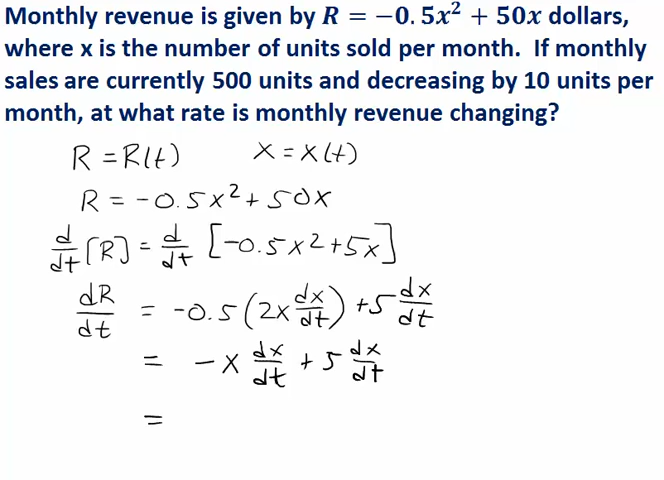 Monthly revenue is given by R = −0.5x² + 50x dollars,
where x is the number of units sold per month. If monthly
sales are currently 500 units and decreasing by 10 units per
month, at what rate is monthly revenue changing?
R = R(t) x = x(t)
R = -0.5x² + 50x
d/dt [R] = d/dt [-0.5x² + 5x]
dR/dt = -0.5 (2x dx/dt) + 5 dx/dt
= - x dx/dt + 5 dx/dt
=